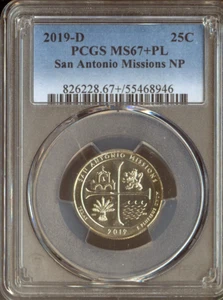 2019-D 25C
PCGS MS67+PL
San Antonio Missions NP
826228.67+/55468946
SAN ANTONIO MISSIONS
2019